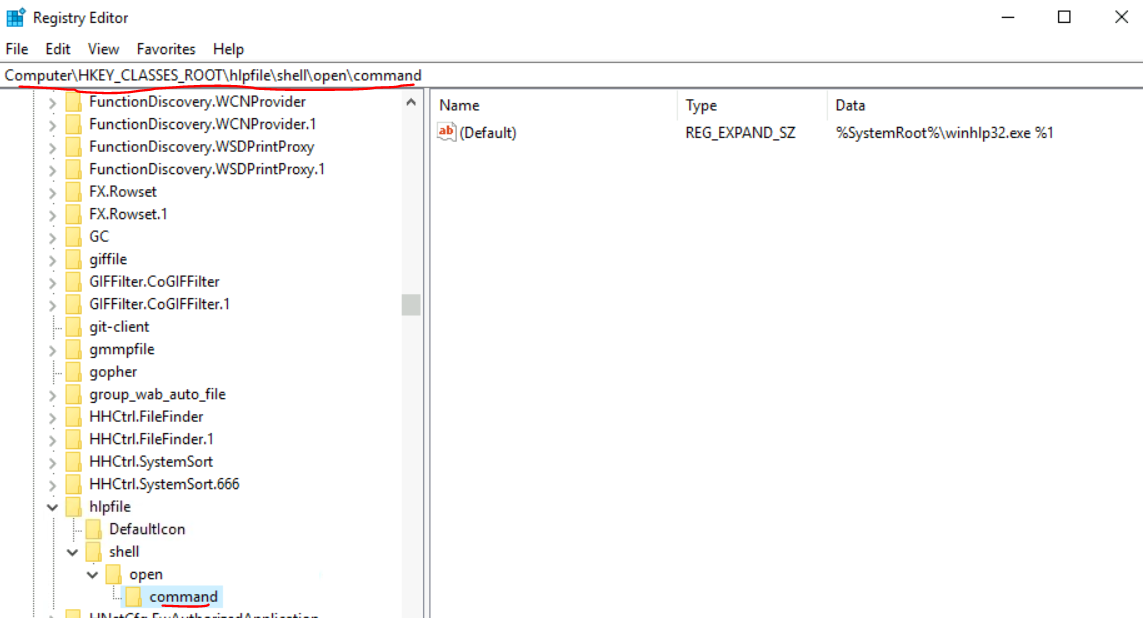 Registry Editor
File Edit View Favorites Help
Computer\HKEY_CLASSES_ROOT\hlpfile\shell\open\command
FunctionDiscovery.WCNProvider
FunctionDiscovery.WCNProvider.1
FunctionDiscovery.WSDPrintProxy
FunctionDiscovery.WSDPrintProxy.1
FX.Rowset
FX.Rowset.1
GC
giffile
GIFFilter.CoGIFFilter
GIFFilter.CoGIFFilter.1
git-client
gmmpfile
gopher
group_wab_auto_file
HHCtrl.FileFinder
HHCtrl.FileFinder.1
HHCtrl.SystemSort
HHCtrl.SystemSort.666
hlpfile
DefaultIcon
shell
open
command
HNetCfg.FwAuthorizedApplication
Name Type Data
ab (Default) REG_EXPAND_SZ %SystemRoot%\winhlp32.exe %1